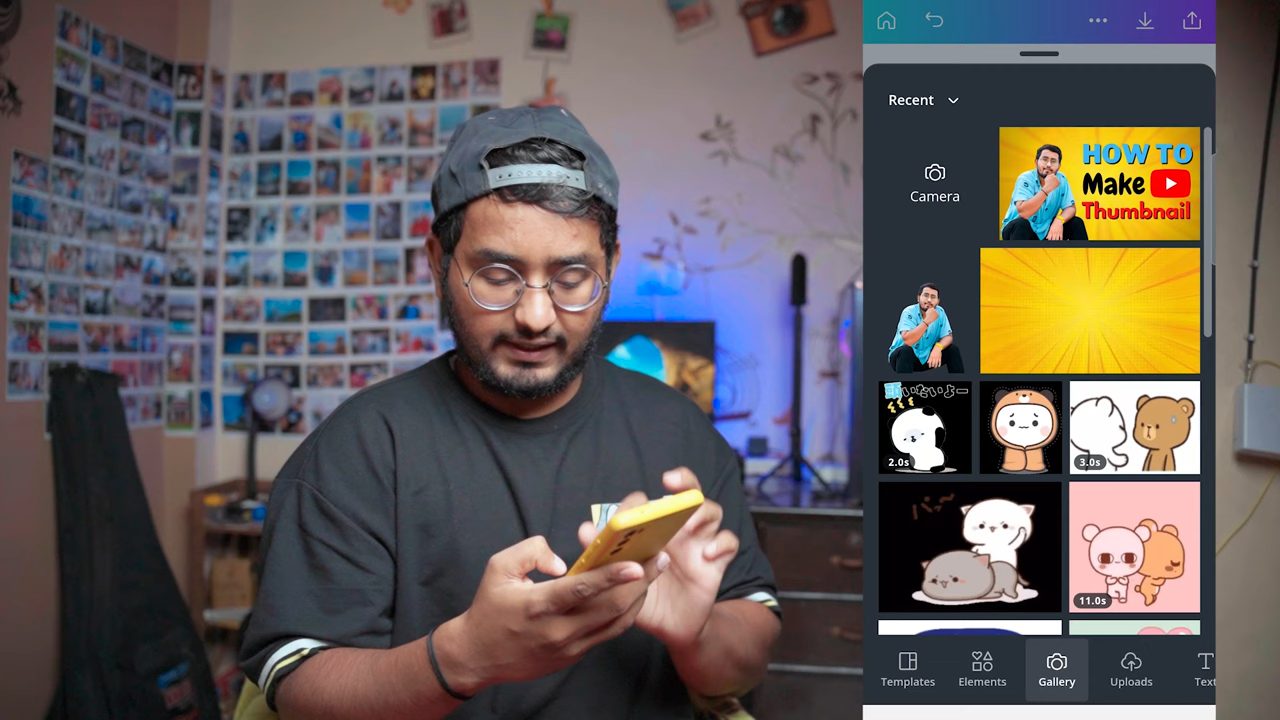 Recent
Camera
HOW TO
Make
Thumbnail
2.0s
3.0s
11.0s
Templates
Elements
Gallery
Uploads
Text